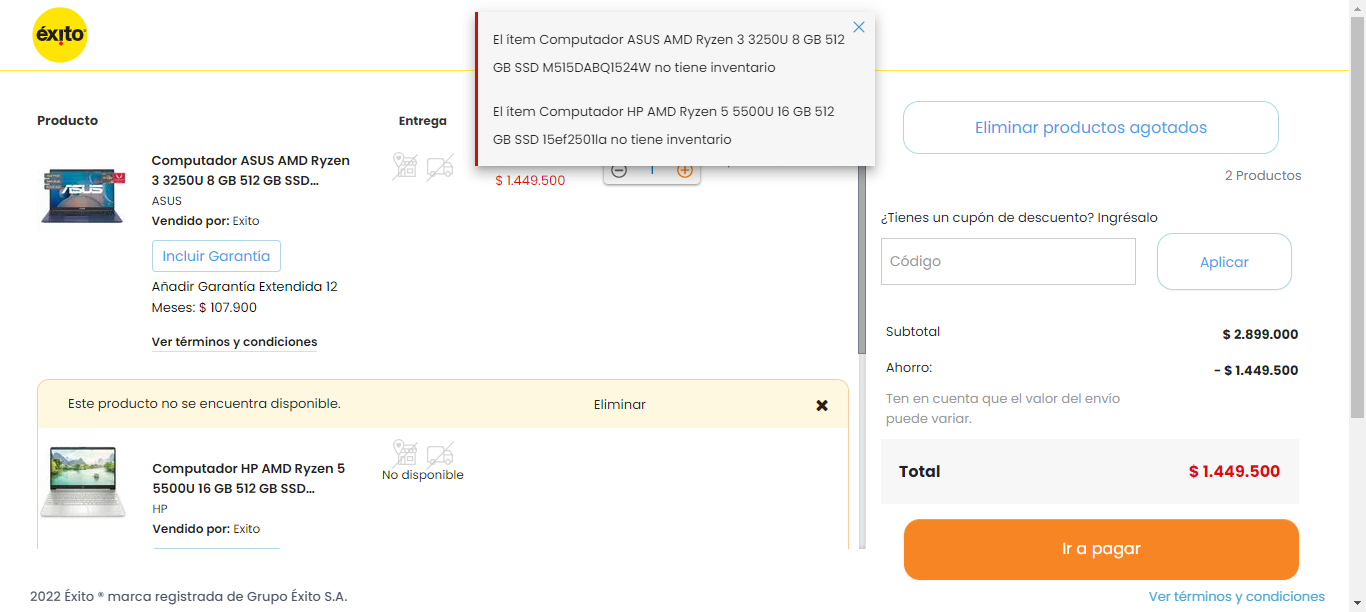 éxito
El ítem Computador ASUS AMD Ryzen 3 3250U 8 GB 512
GB SSD M515DABQ1524W no tiene inventario
El ítem Computador HP AMD Ryzen 5 5500U 16 GB 512
GB SSD 15ef2501la no tiene inventario
Producto
Entrega
ASUS
Computador ASUS AMD Ryzen
3 3250U 8 GB 512 GB SSD...
ASUS
Vendido por: Exito
$ 1.449.500
1
Incluir Garantía
Añadir Garantía Extendida 12
Meses: $ 107.900
Ver términos y condiciones
Este producto no se encuentra disponible.
Eliminar
Computador HP AMD Ryzen 5
5500U 16 GB 512 GB SSD...
HP
Vendido por: Exito
No disponible
Eliminar productos agotados
2 Productos
¿Tienes un cupón de descuento? Ingrésalo
Código
Aplicar
Subtotal
$ 2.899.000
Ahorro:
- $ 1.449.500
Ten en cuenta que el valor del envío
puede variar.
Total
$ 1.449.500
Ir a pagar
2022 Éxito ® marca registrada de Grupo Éxito S.A.
Ver términos y condiciones